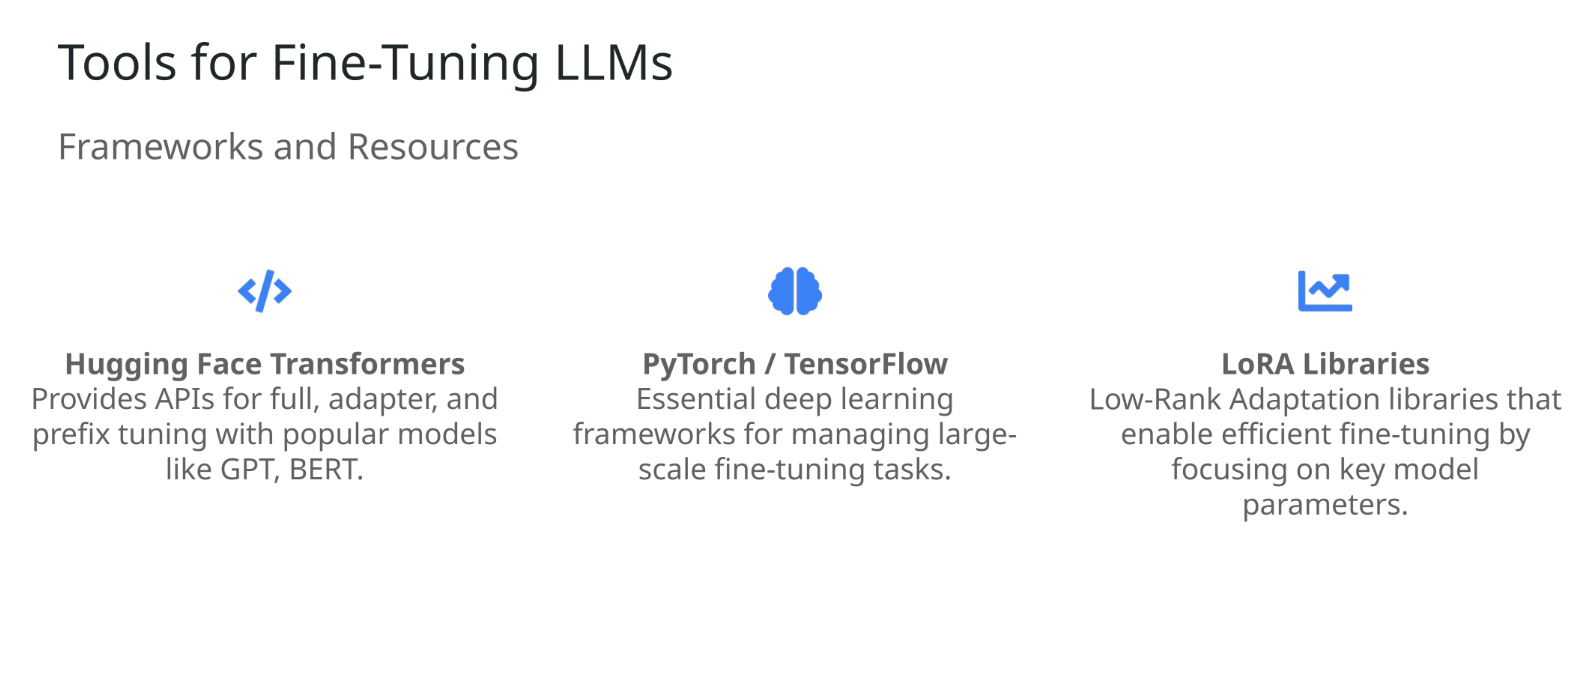 Tools for Fine-Tuning LLMs
Frameworks and Resources
Hugging Face Transformers
Provides APIs for full, adapter, and
prefix tuning with popular models
like GPT, BERT.
PyTorch / TensorFlow
Essential deep learning
frameworks for managing large-
scale fine-tuning tasks.
LoRA Libraries
Low-Rank Adaptation libraries that
enable efficient fine-tuning by
focusing on key model
parameters.